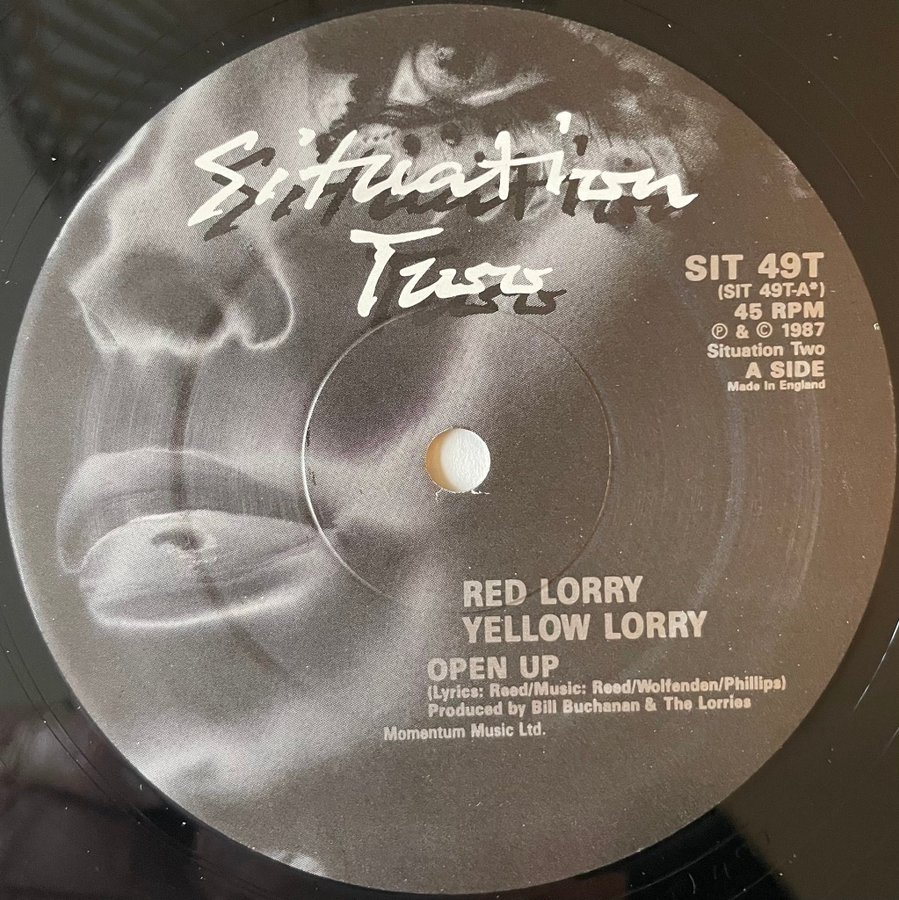 Situation
Two
SIT 49T
(SIT 49T-A*)
45 RPM
℗ & © 1987
Situation Two
A SIDE
Made in England
RED LORRY
YELLOW LORRY
OPEN UP
(Lyrics: Reed/Music: Reed/Wolfenden/Phillips)
Produced by Bill Buchanan & The Lorries
Momentum Music Ltd.